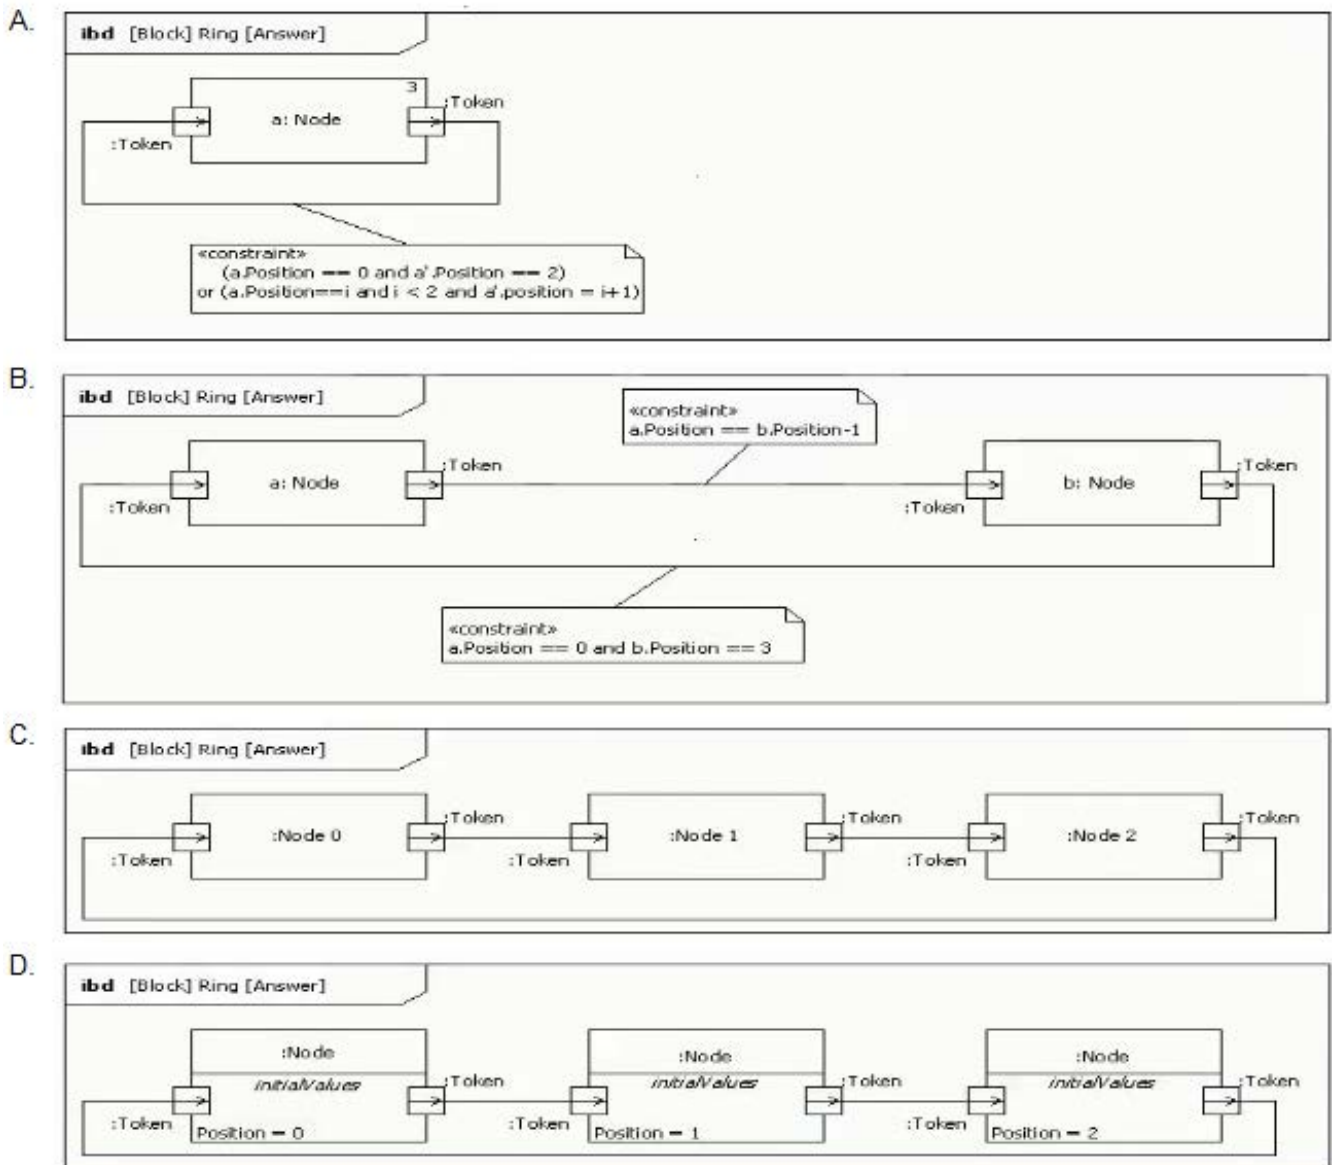 A.
ibd [Block] Ring [Answer]
3
:Token
a: Node
:Token
«constraint»
(a.Position == 0 and a'.Position == 2)
or (a.Position==i and i < 2 and a'.position = i+1)
B.
ibd [Block] Ring [Answer]
«constraint»
a.Position == b.Position-1
:Token
:Token
a: Node
b: Node
:Token
:Token
«constraint»
a.Position == 0 and b.Position == 3
C.
ibd [Block] Ring [Answer]
:Token
:Token
:Token
:Node 0
:Node 1
:Node 2
:Token
:Token
:Token
D.
ibd [Block] Ring [Answer]
:Node
:Node
:Node
initialValues
initialValues
initialValues
:Token
:Token
:Token
:Token
:Token
:Token
Position = 0
Position = 1
Position = 2